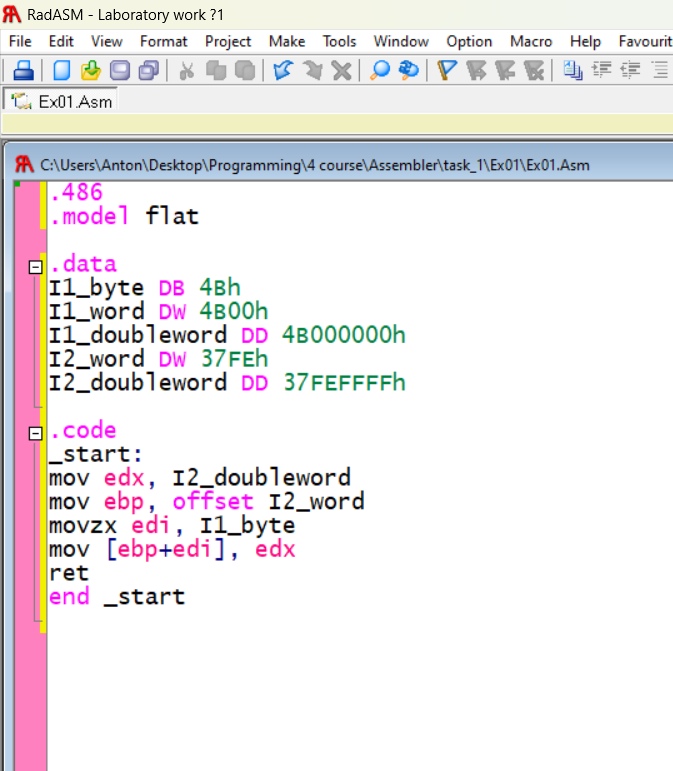 RadASM - Laboratory work ?1
File Edit View Format Project Make Tools Window Option Macro Help Favourit
Ex01.Asm
C:\Users\Anton\Desktop\Programming\4 course\Assembler\task_1\Ex01\Ex01.Asm
.486
.model flat
.data
I1_byte DB 4Bh
I1_word DW 4B00h
I1_doubleword DD 4B000000h
I2_word DW 37FEh
I2_doubleword DD 37FEFFFFh
.code
_start:
mov edx, I2_doubleword
mov ebp, offset I2_word
movzx edi, I1_byte
mov [ebp+edi], edx
ret
end _start